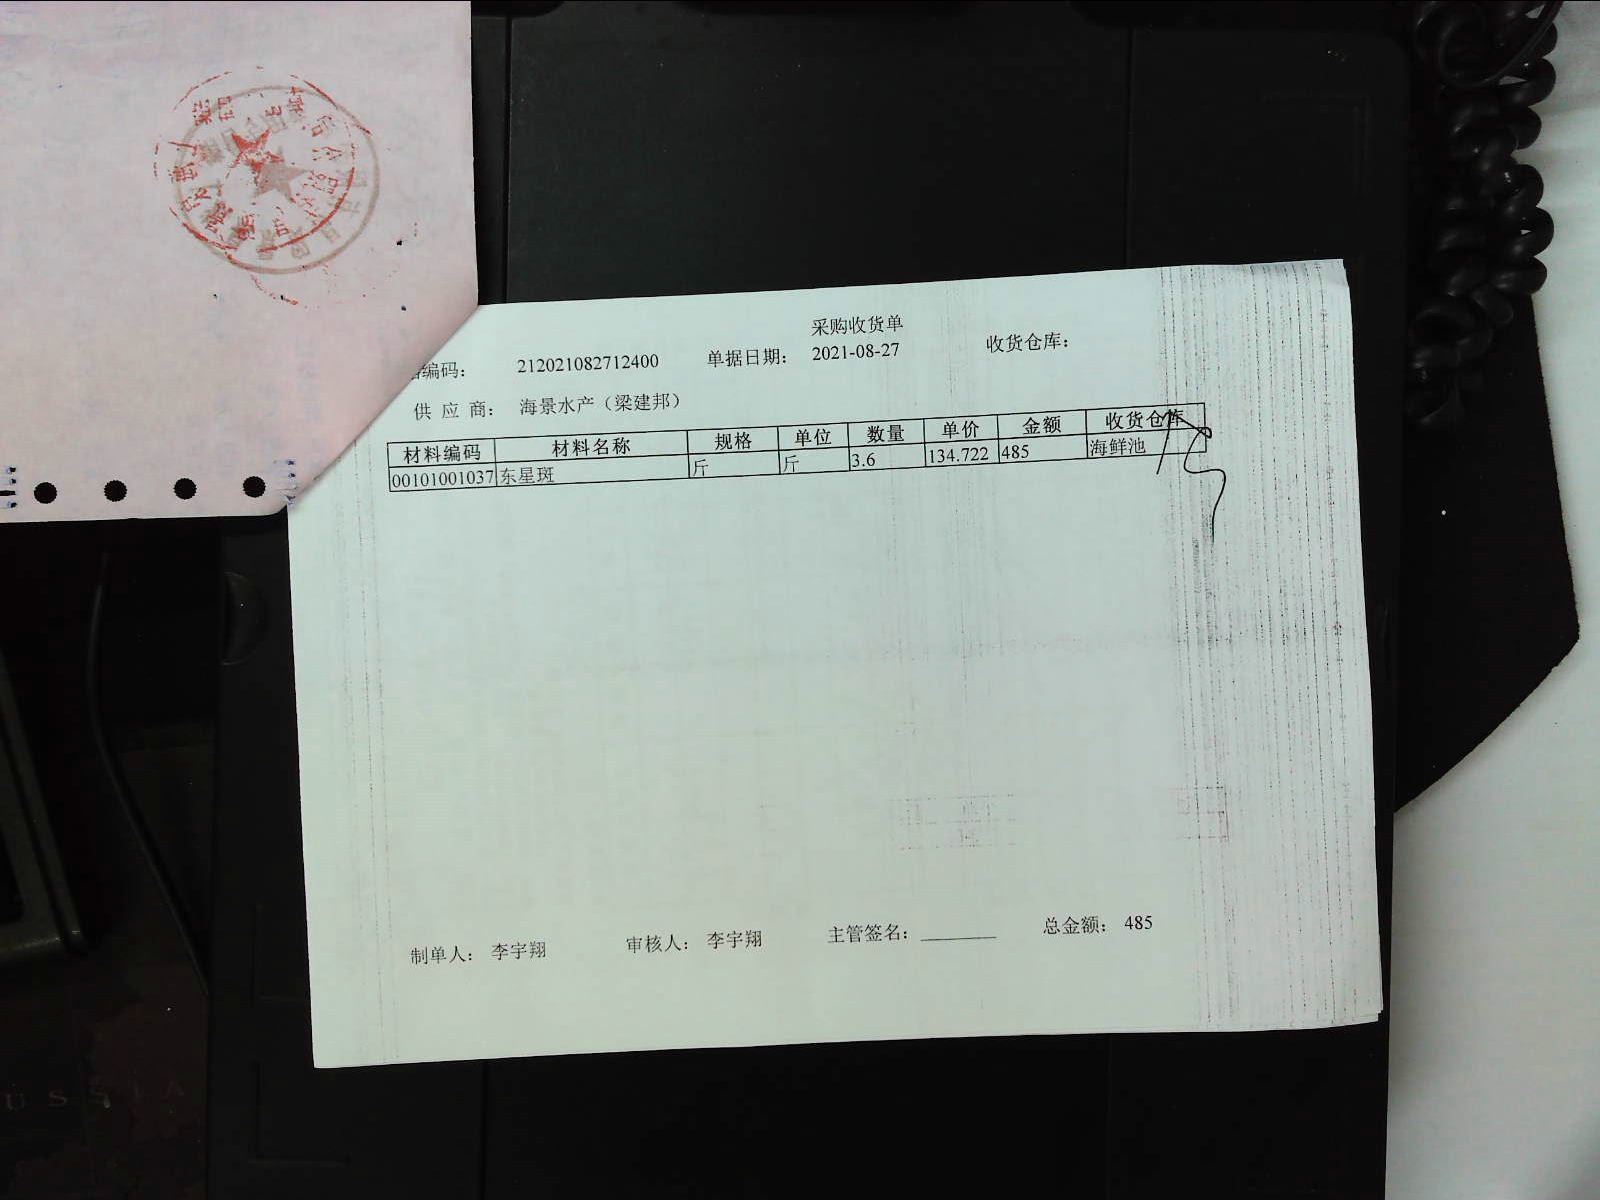 采购收货单
编码： 212021082712400 单据日期： 2021-08-27 收货仓库：
供 应 商： 海景水产（梁建邦）
材料编码 材料名称 规格 单位 数量 单价 金额 收货仓库
00101001037 东星斑 斤 斤 3.6 134.722 485 海鲜池
制单人： 李宇翔 审核人： 李宇翔 主管签名：________ 总金额： 485